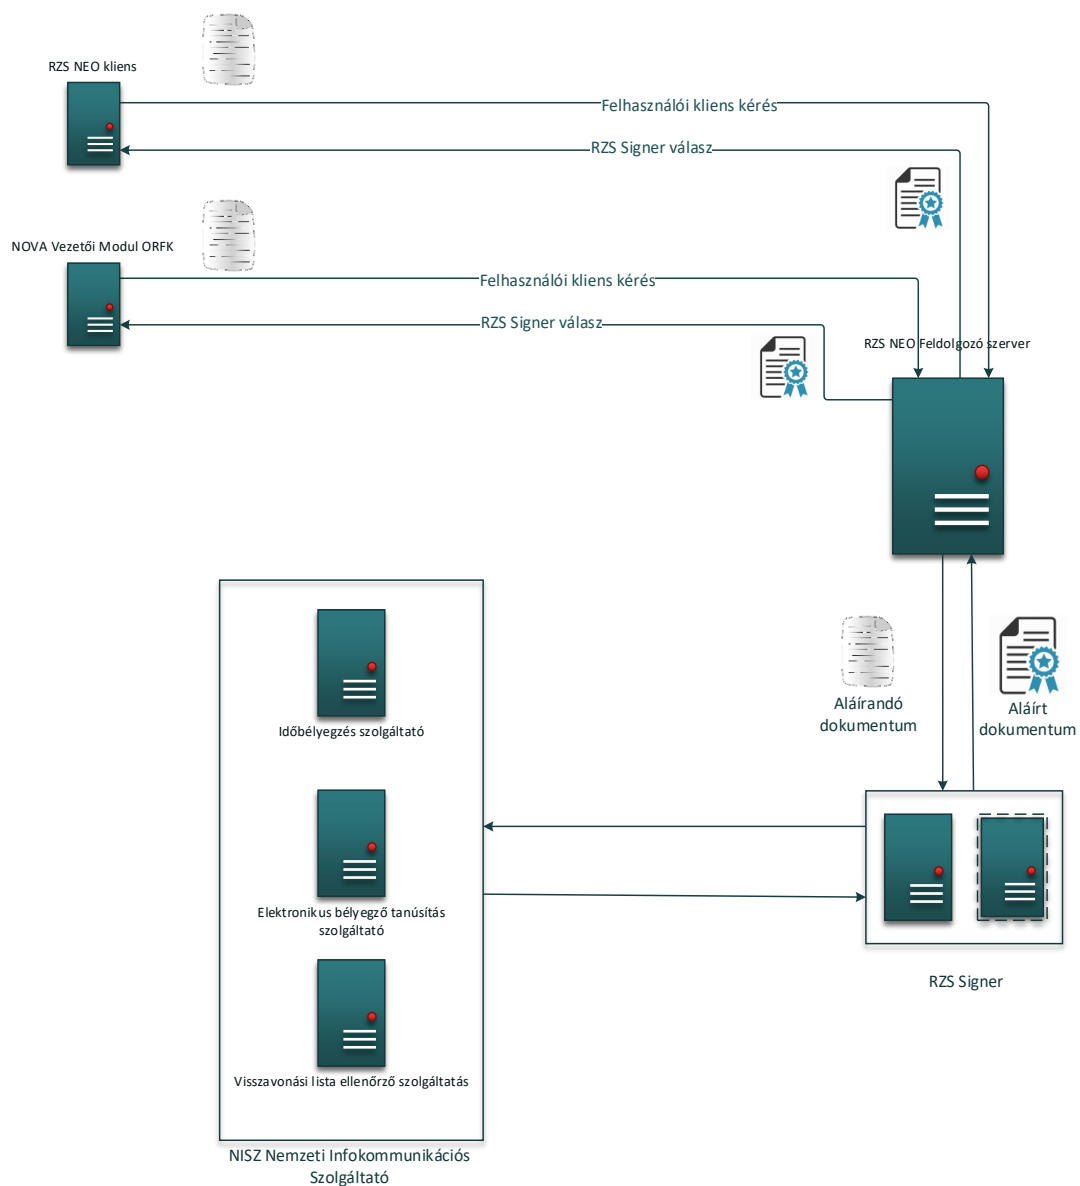 RZS NEO kliens
Felhasználói kliens kérés
RZS Signer válasz
NOVA Vezetői Modul ORFK
Felhasználói kliens kérés
RZS Signer válasz
RZS NEO Feldolgozó szerver
Aláírandó
dokumentum
Aláírt
dokumentum
Időbélyegzés szolgáltató
Elektronikus bélyegző tanúsítás
szolgáltató
Visszavonási lista ellenőrző szolgáltatás
RZS Signer
NISZ Nemzeti Infokommunikációs
Szolgáltató